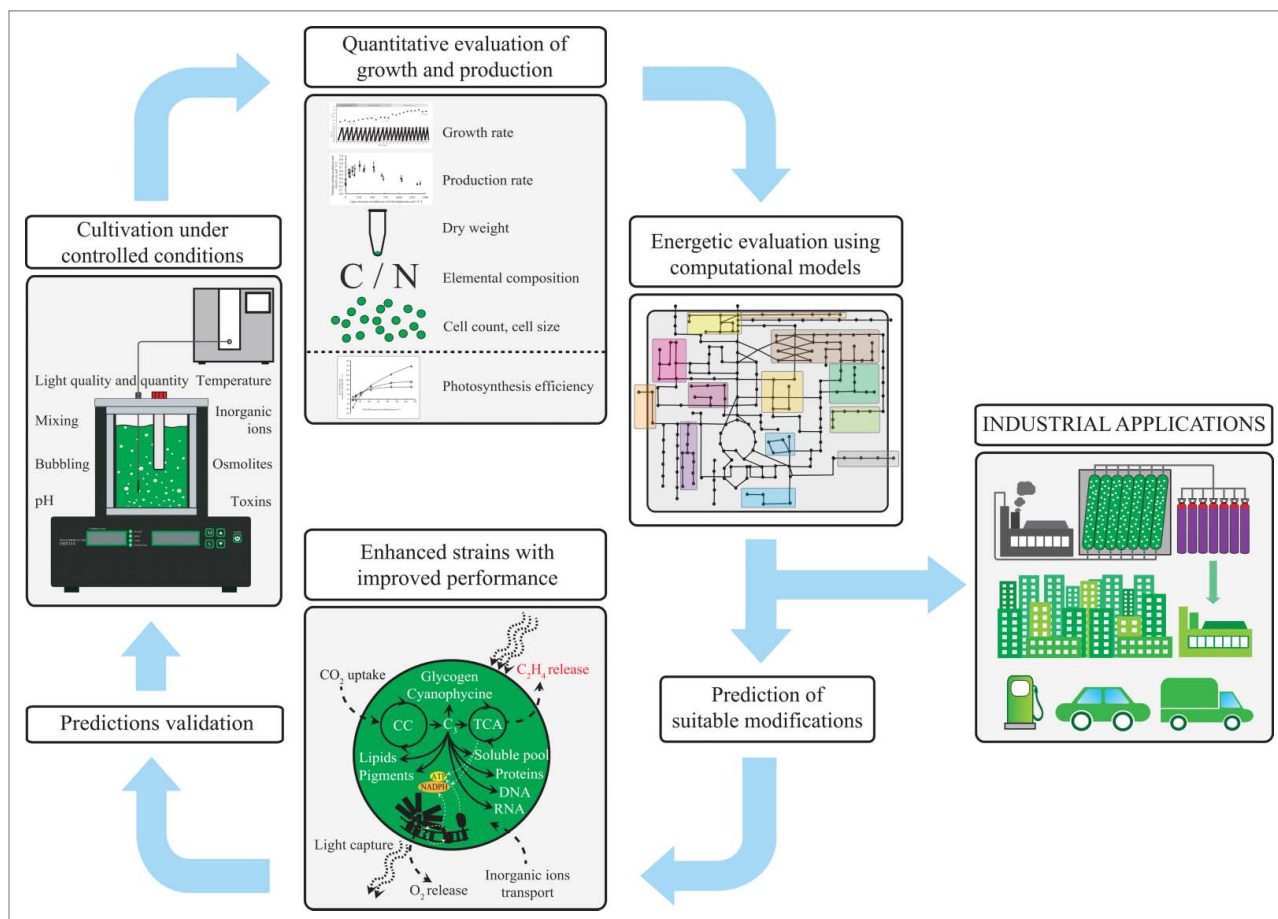 Quantitative evaluation of
growth and production
Growth rate
Production rate
Dry weight
C / N
Elemental composition
Cell count, cell size
Photosynthesis efficiency
Cultivation under
controlled conditions
Light quality and quantity
Temperature
Mixing
Inorganic
ions
Bubbling
Osmolites
pH
Toxins
Energetic evaluation using
computational models
INDUSTRIAL APPLICATIONS
Enhanced strains with
improved performance
CO₂ uptake
C₂H₄ release
Glycogen
Cyanophycine
CC
C₃
TCA
Lipids
Pigments
Soluble pool
Proteins
DNA
RNA
ATP
NADPH
Light capture
O₂ release
Inorganic ions
transport
Prediction of
suitable modifications
Predictions validation